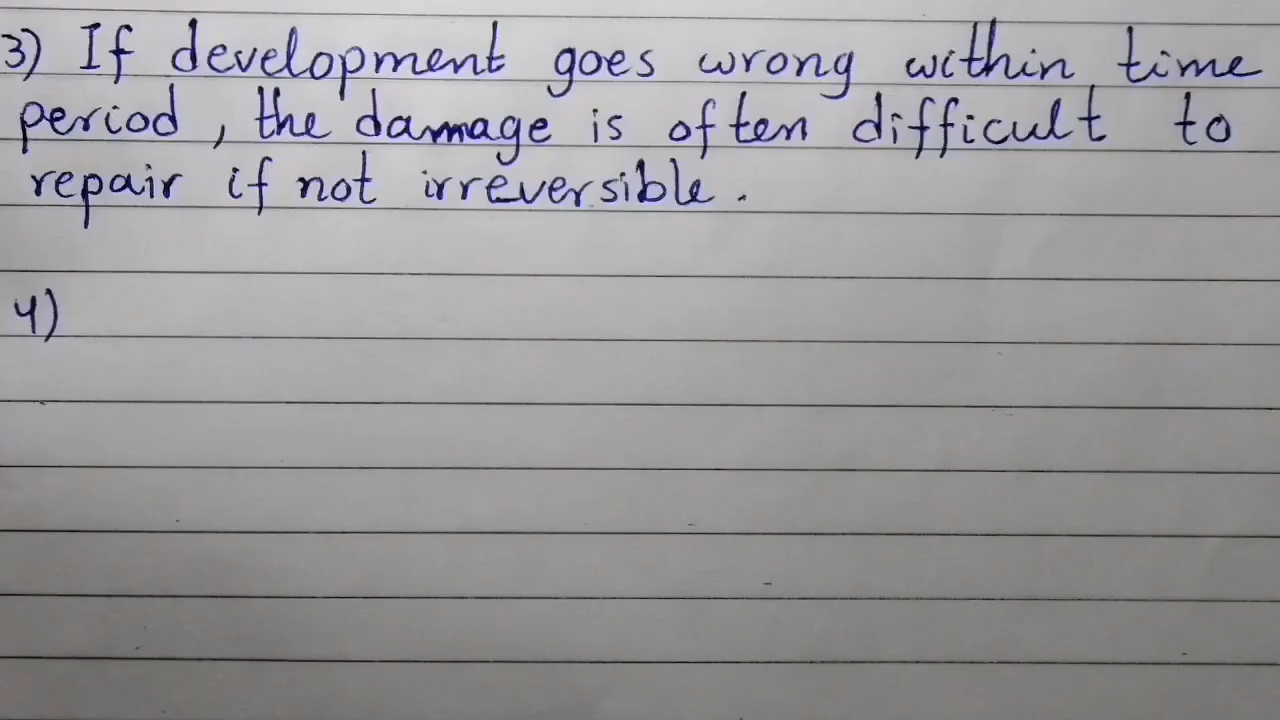 3) If development goes wrong within time
period, the damage is often difficult to
repair if not irreversible.
4)